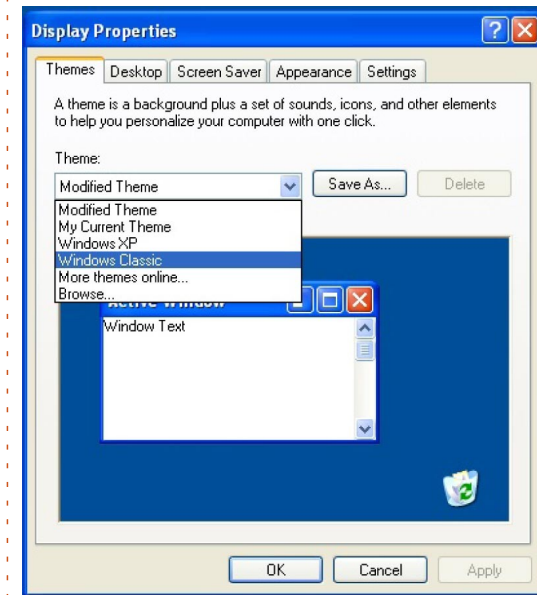 Display Properties
Themes Desktop Screen Saver Appearance Settings
A theme is a background plus a set of sounds, icons, and other elements
to help you personalize your computer with one click.
Theme:
Modified Theme Save As... Delete
Modified Theme
My Current Theme
Windows XP
Windows Classic
More themes online...
Browse...
Active Window
Window Text
OK Cancel Apply